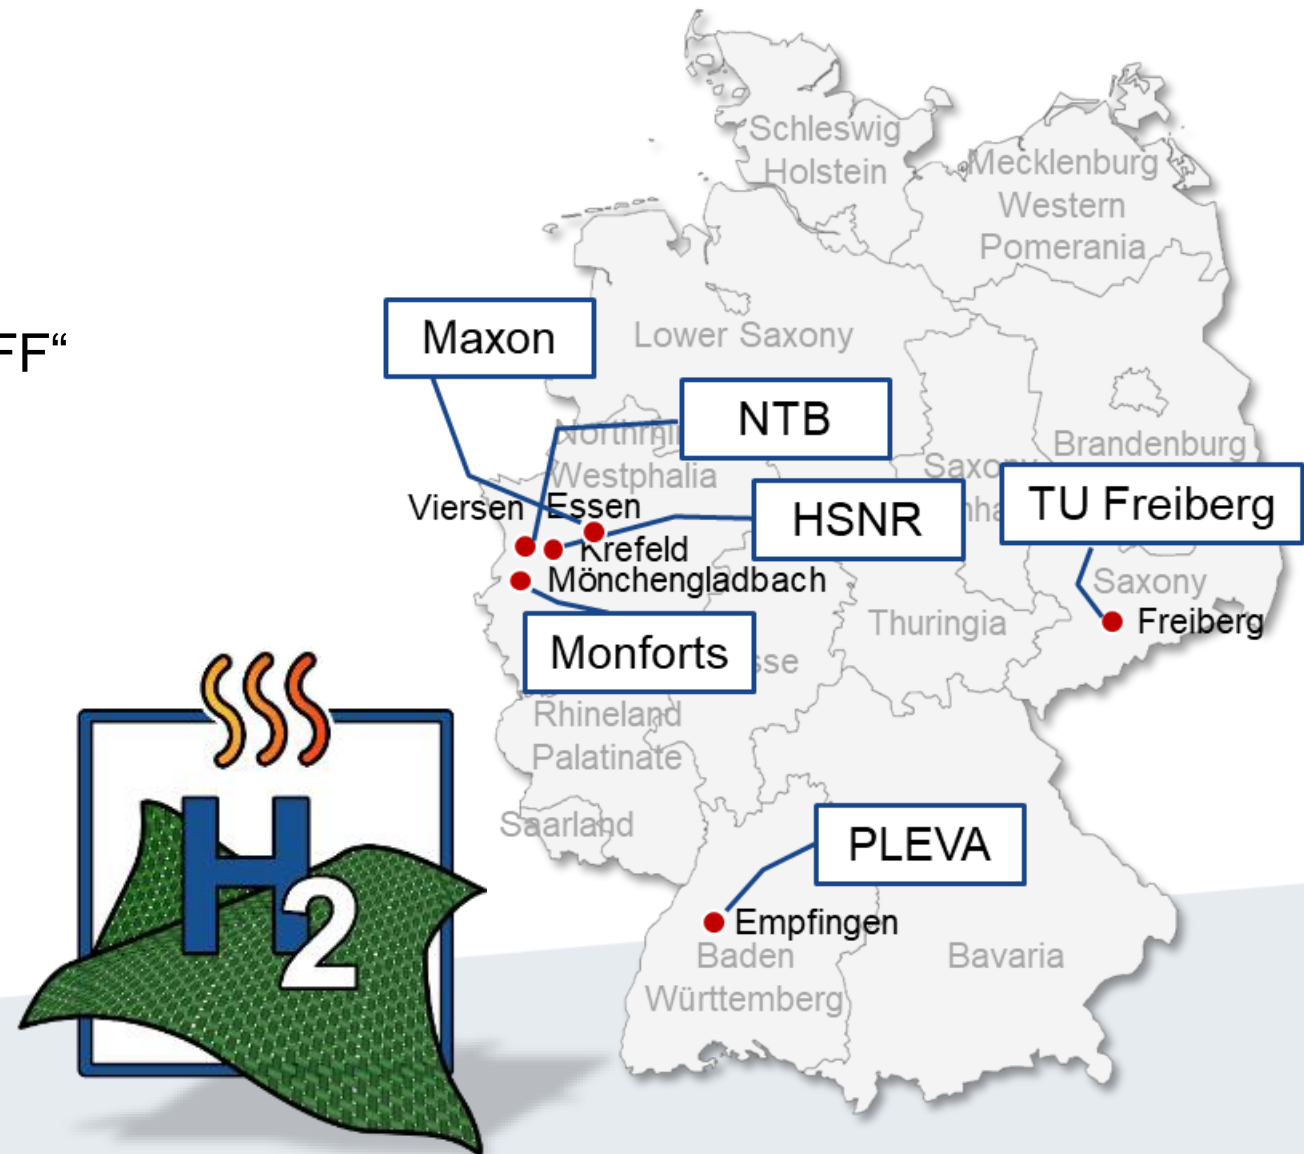 Schleswig
Holstein
Mecklenburg
Western
Pomerania
FF“
Maxon
Lower Saxony
NTB
Westphalia
Brandenburg
TU Freiberg
Viersen
Essen
HSNR
Krefeld
Mönchengladbach
Saxony
Thuringia
Freiberg
Monforts
Rhineland
Palatinate
H2
Saarland
PLEVA
Empfingen
Baden
Württemberg
Bavaria